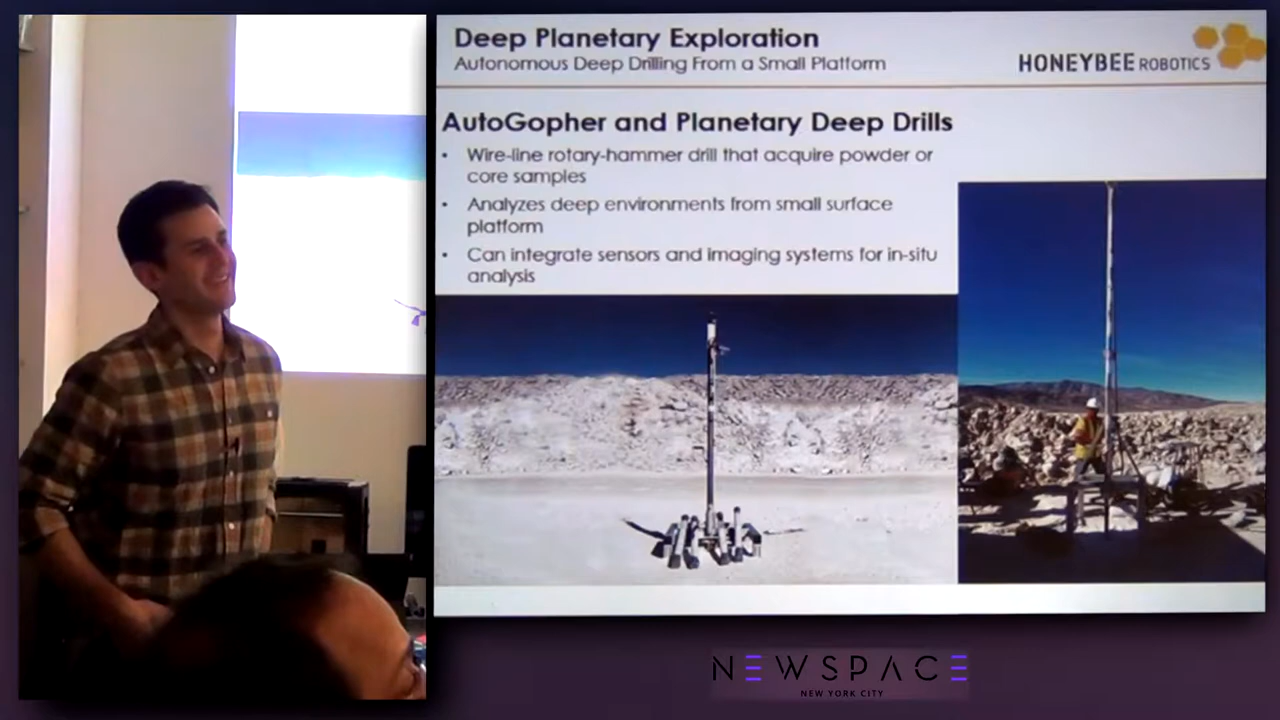 Deep Planetary Exploration
Autonomous Deep Drilling From a Small Platform
HONEYBEE ROBOTICS
AutoGopher and Planetary Deep Drills
• Wire-line rotary-hammer drill that acquire powder or
core samples
• Analyzes deep environments from small surface
platform
• Can integrate sensors and imaging systems for in-situ
analysis
NEWSPACE
NEW YORK CITY